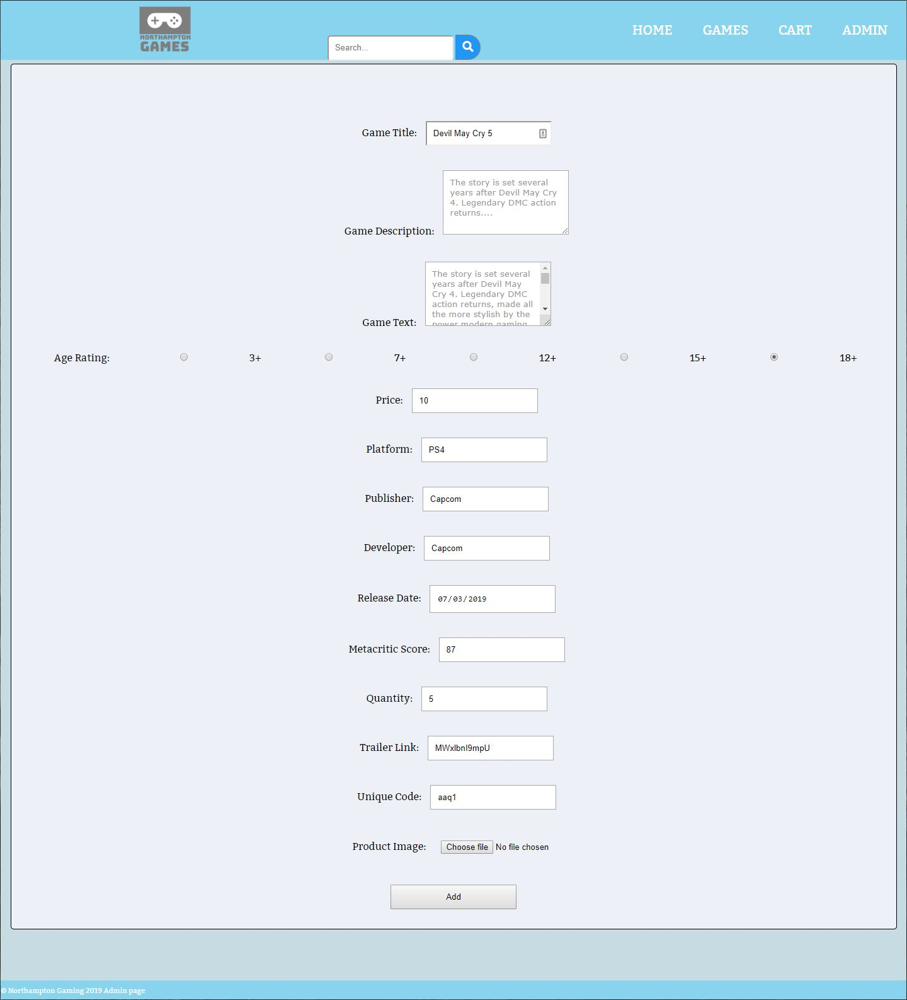 NORTHAMPTON
GAMES
Search...
HOME GAMES CART ADMIN
Game Title: Devil May Cry 5
The story is set several
years after Devil May Cry
4. Legendary DMC action
returns....
Game Description:
The story is set several
years after Devil May
Cry 4. Legendary DMC
action returns, made all
the more stylish by the
power modern gaming
Game Text:
Age Rating: 3+ 7+ 12+ 15+ 18+
Price: 10
Platform: PS4
Publisher: Capcom
Developer: Capcom
Release Date: 07/03/2019
Metacritic Score: 87
Quantity: 5
Trailer Link:
Unique Code: aaq1
Product Image: Choose file No file chosen
Add
© Northampton Gaming 2019 Admin page